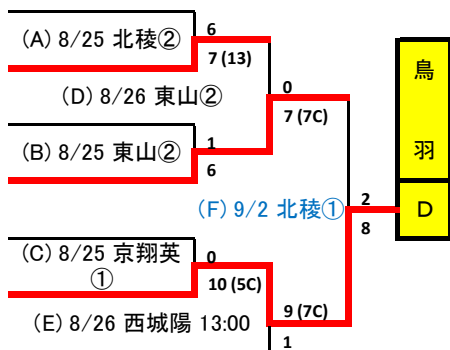 (A) 8/25 北稜②
6
7 (13)
鳥
(D) 8/26 東山②
0
7 (7C)
(B) 8/25 東山②
1
6
羽
(F) 9/2 北稜①
2
8
D
(C) 8/25 京翔英
①
0
10 (5C)
(E) 8/26 西城陽 13:00
9 (7C)
1